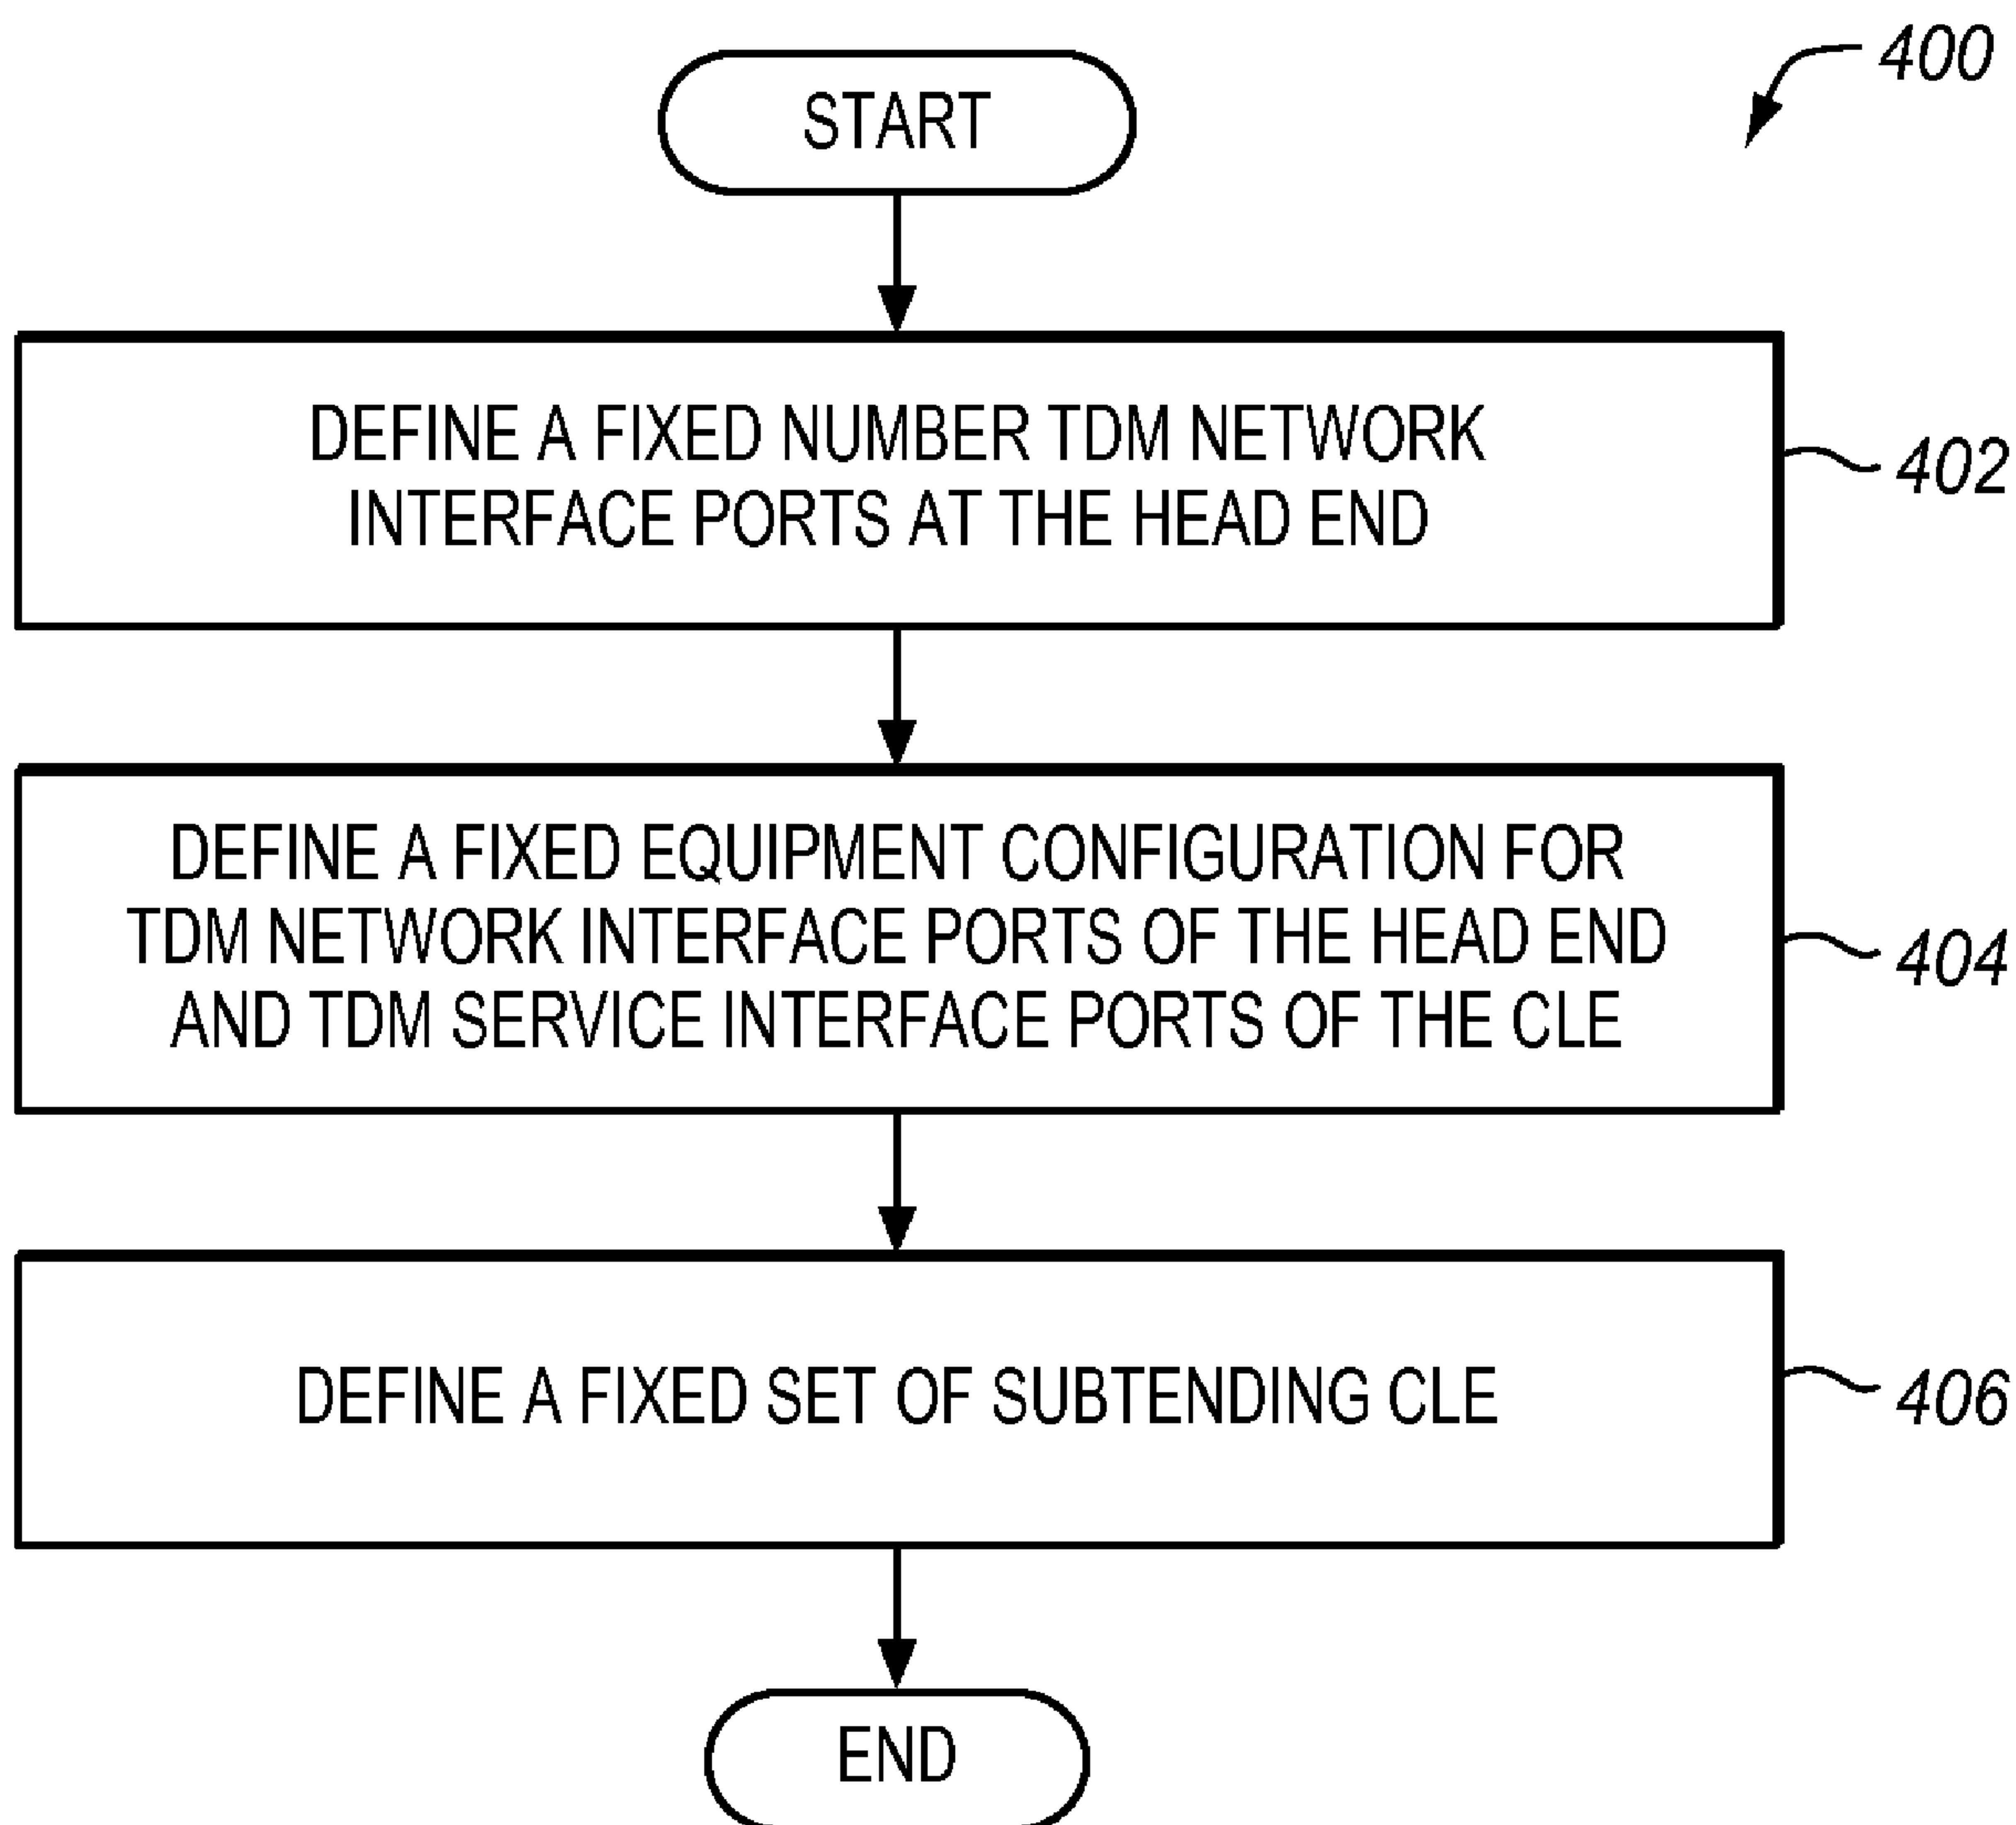 400
START
DEFINE A FIXED NUMBER TDM NETWORK
INTERFACE PORTS AT THE HEAD END
402
DEFINE A FIXED EQUIPMENT CONFIGURATION FOR
TDM NETWORK INTERFACE PORTS OF THE HEAD END
AND TDM SERVICE INTERFACE PORTS OF THE CLE
404
DEFINE A FIXED SET OF SUBTENDING CLE
406
END